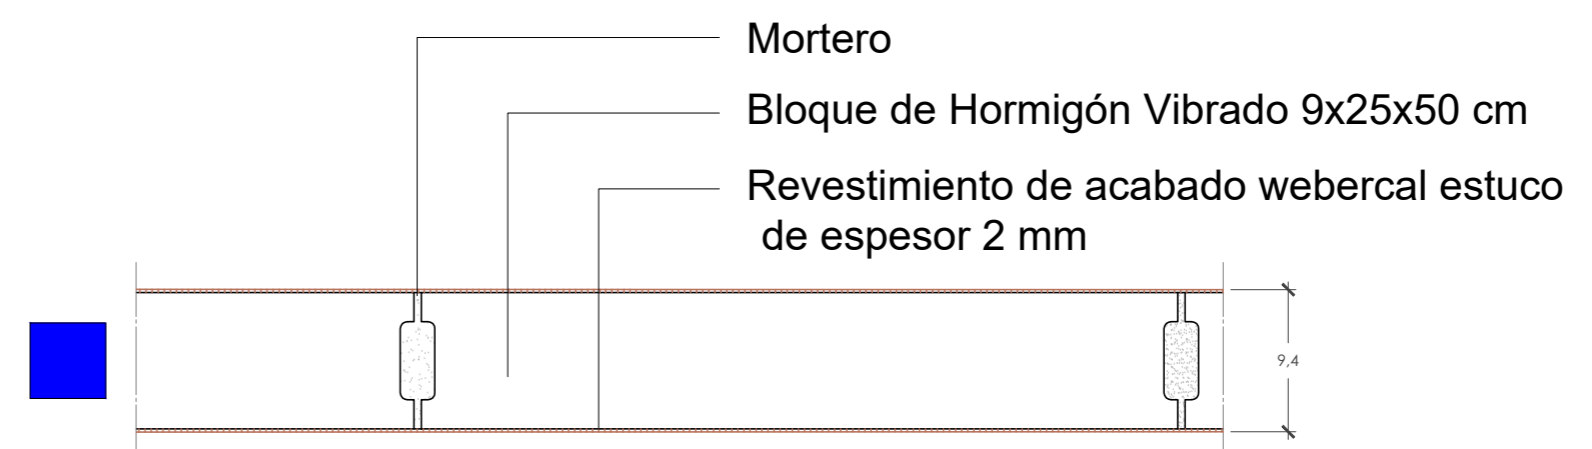 Mortero
Bloque de Hormigón Vibrado 9x25x50 cm
Revestimiento de acabado webercal estuco
de espesor 2 mm
9,4